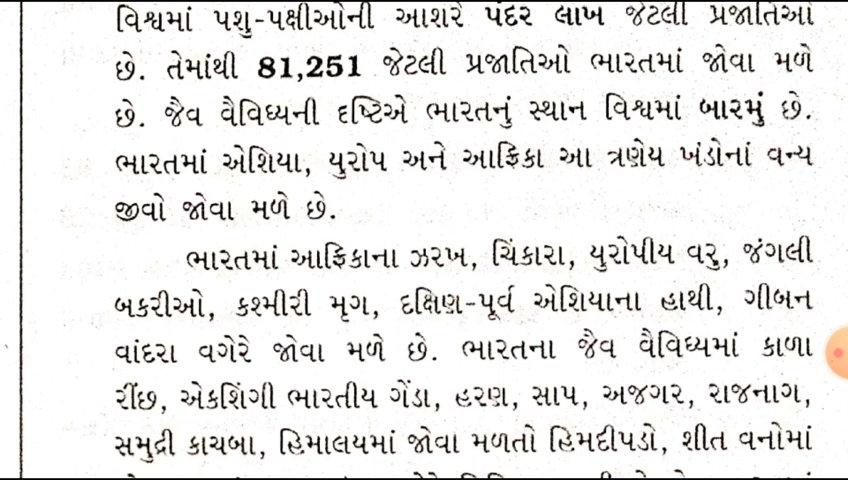 વિશ્વમાં પશુ-પક્ષીઓની આશરે પંદર લાખ જેટલી પ્રજાતિઓ
છે. તેમાંથી 81,251 જેટલી પ્રજાતિઓ ભારતમાં જોવા મળે
છે. જૈવ વૈવિધ્યની દૃષ્ટિએ ભારતનું સ્થાન વિશ્વમાં બારમું છે.
ભારતમાં એશિયા, યુરોપ અને આફ્રિકા આ ત્રણેય ખંડોનાં વન્ય
જીવો જોવા મળે છે.
ભારતમાં આફ્રિકાના ઝરખ, ચિંકારા, યુરોપીય વરુ, જંગલી
બકરીઓ, કશ્મીરી મૃગ, દક્ષિણ-પૂર્વ એશિયાના હાથી, ગીબન
વાંદરા વગેરે જોવા મળે છે. ભારતના જૈવ વૈવિધ્યમાં કાળા
રીંછ, એકશિંગી ભારતીય ગેંડા, હરણ, સાપ, અજગર, રાજનાગ,
સમુદ્રી કાચબા, હિમાલયમાં જોવા મળતો હિમદીપડો, શીત વનોમાં